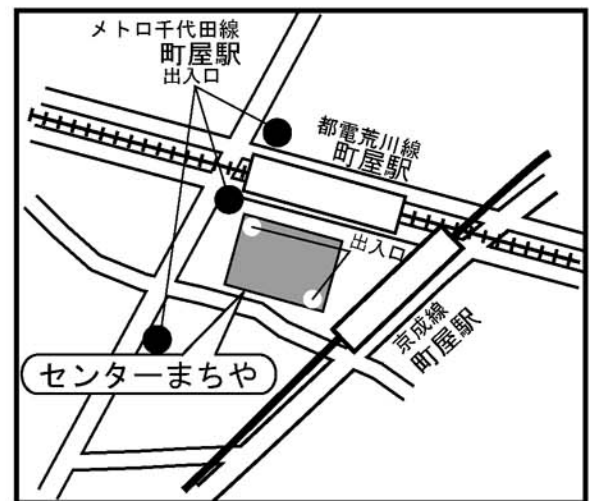 メトロ千代田線
町屋駅
出入口
都電荒川線
町屋駅
出入口
京成線
町屋駅
センターまちや